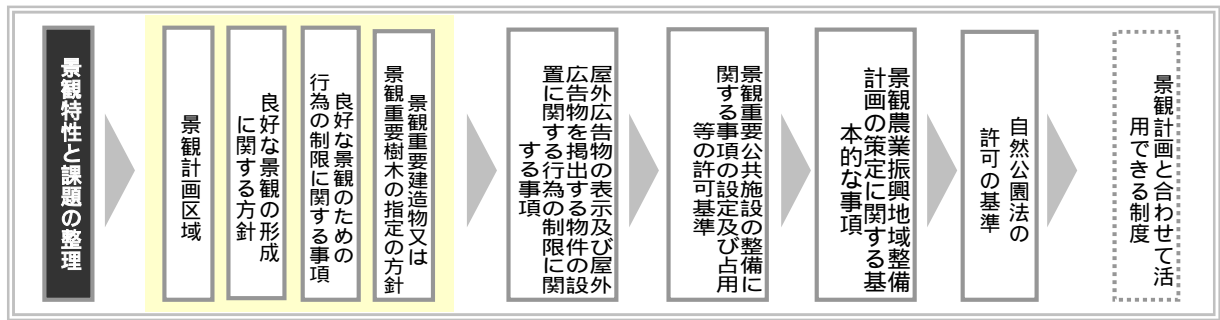 景観特性と課題の整理
景観計画区域
良好な景観の形成
に関する方針
良好な景観のための
行為の制限に関する事項
景観重要建造物又は
景観重要樹木の指定の方針
屋外広告物の表示及び屋外
広告物を掲出する物件の設
置に関する行為の制限に関
する事項
景観重要公共施設の整備に
関する事項の設定及び占用
等の許可基準
景観農業振興地域整備
計画の策定に関する基
本的な事項
自然公園法の
許可の基準
景観計画と合わせて活
用できる制度